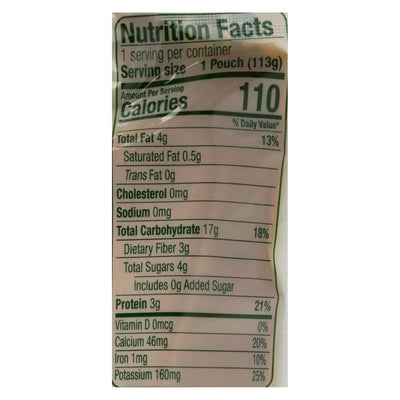 Nutrition Facts
1 serving per container
Serving size 1 Pouch (113g)
Amount Per Serving
Calories 110
% Daily Value*
Total Fat 4g 13%
Saturated Fat 0.5g
Trans Fat 0g
Cholesterol 0mg
Sodium 0mg
Total Carbohydrate 17g 18%
Dietary Fiber 3g
Total Sugars 4g
Includes 0g Added Sugar
Protein 3g 21%
Vitamin D 0mcg 0%
Calcium 46mg 20%
Iron 1mg 10%
Potassium 160mg 25%